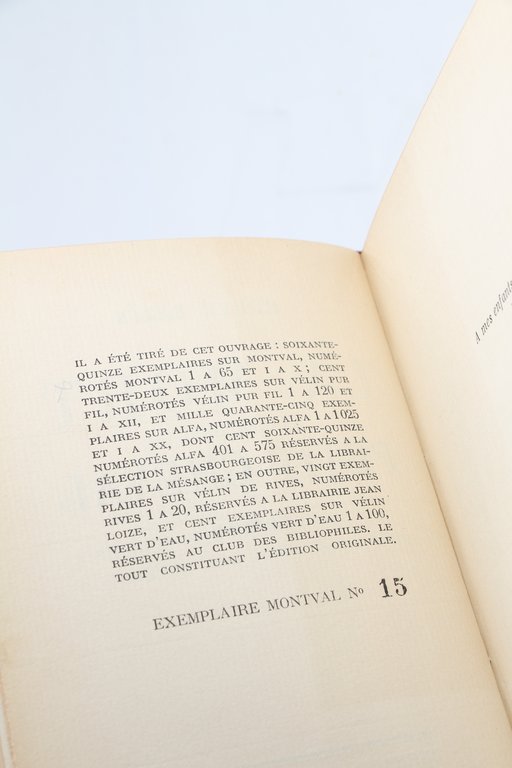 IL A ÉTÉ TIRÉ DE CET OUVRAGE : SOIXANTE-
QUINZE EXEMPLAIRES SUR MONTVAL, NUMÉ-
ROTÉS MONTVAL 1 A 65 ET I A X ; CENT
TRENTE-DEUX EXEMPLAIRES SUR VÉLIN PUR
FIL, NUMÉROTÉS VÉLIN PUR FIL 1 A 120 ET
I A XII, ET MILLE QUARANTE-CINQ EXEM-
PLAIRES SUR ALFA, NUMÉROTÉS ALFA 1 A 1025
ET I A XX, DONT CENT SOIXANTE-QUINZE
NUMÉROTÉS ALFA 401 A 575 RÉSERVÉS A LA
SÉLECTION STRASBOURGEOISE DE LA LIBRAI-
RIE DE LA MÉSANGE ; EN OUTRE, VINGT EXEM-
PLAIRES SUR VÉLIN DE RIVES, NUMÉROTÉS
RIVES 1 A 20, RÉSERVÉS A LA LIBRAIRIE JEAN
LOIZE, ET CENT EXEMPLAIRES SUR VÉLIN
VERT D'EAU, NUMÉROTÉS VERT D'EAU 1 A 100,
RÉSERVÉS AU CLUB DES BIBLIOPHILES. LE
TOUT CONSTITUANT L'ÉDITION ORIGINALE.
EXEMPLAIRE MONTVAL Nº 15
A mes enfants